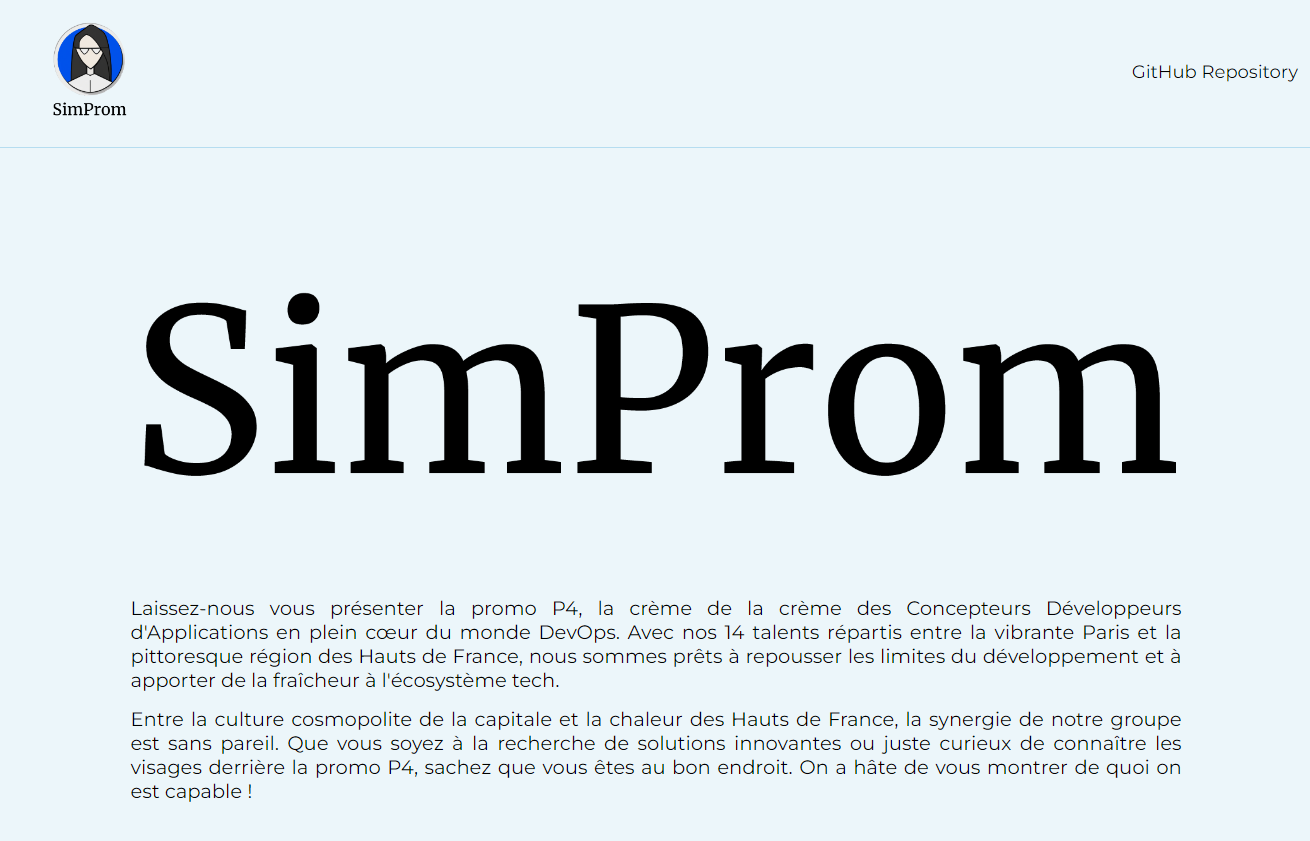 SimProm
GitHub Repository
SimProm
Laissez-nous vous présenter la promo P4, la crème de la crème des Concepteurs Développeurs
d'Applications en plein cœur du monde DevOps. Avec nos 14 talents répartis entre la vibrante Paris et la
pittoresque région des Hauts de France, nous sommes prêts à repousser les limites du développement et à
apporter de la fraîcheur à l'écosystème tech.
Entre la culture cosmopolite de la capitale et la chaleur des Hauts de France, la synergie de notre groupe
est sans pareil. Que vous soyez à la recherche de solutions innovantes ou juste curieux de connaître les
visages derrière la promo P4, sachez que vous êtes au bon endroit. On a hâte de vous montrer de quoi on
est capable !